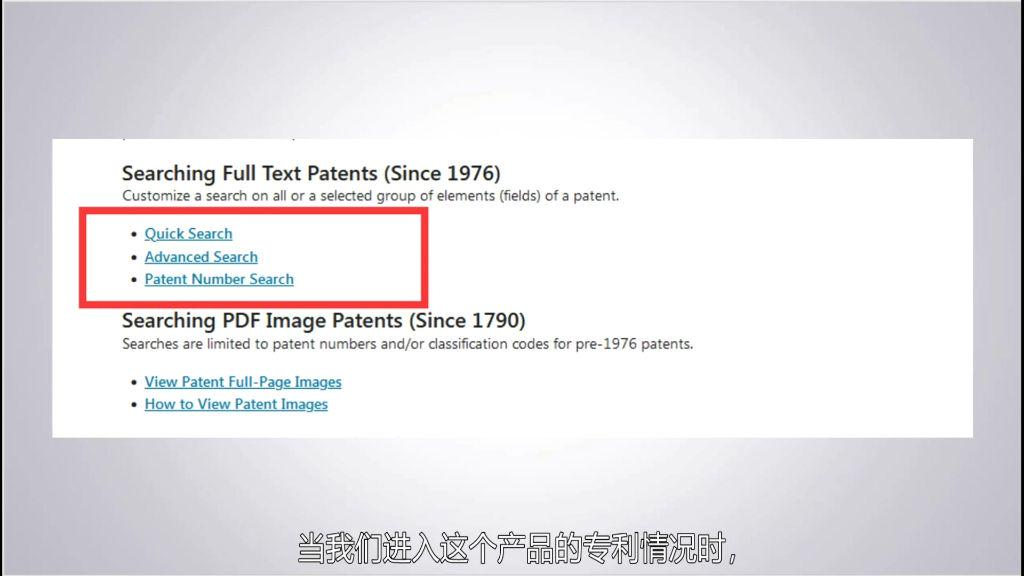 Searching Full Text Patents (Since 1976)
Customize a search on all or a selected group of elements (fields) of a patent.
• Quick Search
• Advanced Search
• Patent Number Search
Searching PDF Image Patents (Since 1790)
Searches are limited to patent numbers and/or classification codes for pre-1976 patents.
• View Patent Full-Page Images
• How to View Patent Images
当我们进入这个产品的专利情况时，